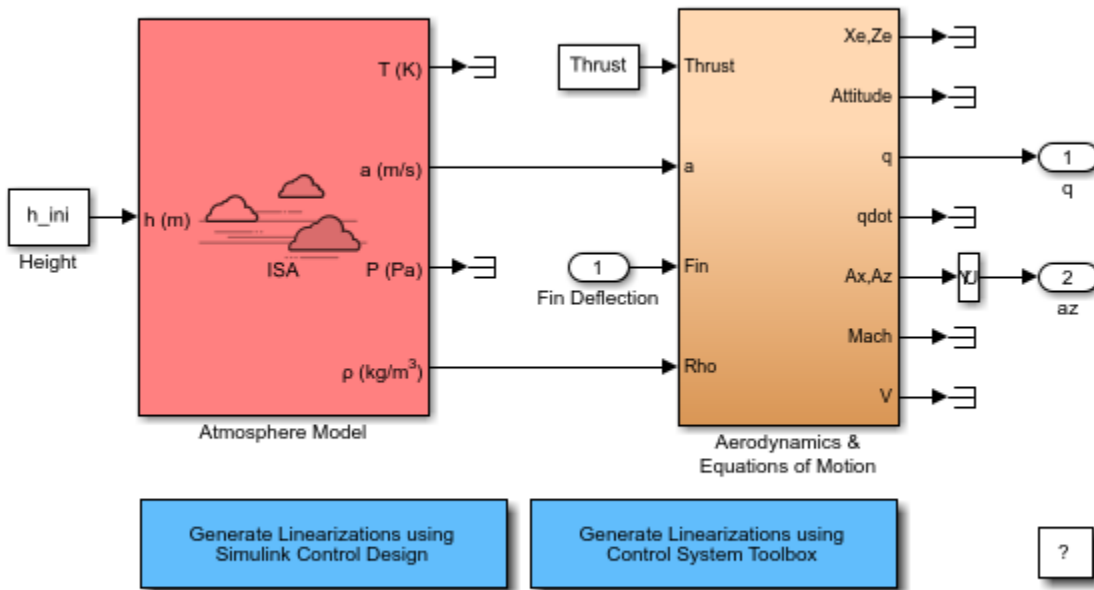 h_ini
Height
h (m)
T (K)
a (m/s)
ISA
P (Pa)
ρ (kg/m³)
Atmosphere Model
Thrust
1
Fin Deflection
Thrust
a
Fin
Rho
Xe,Ze
Attitude
q
qdot
Ax,Az
Mach
V
Aerodynamics &
Equations of Motion
1
q
2
az
Generate Linearizations using
Simulink Control Design
Generate Linearizations using
Control System Toolbox
?